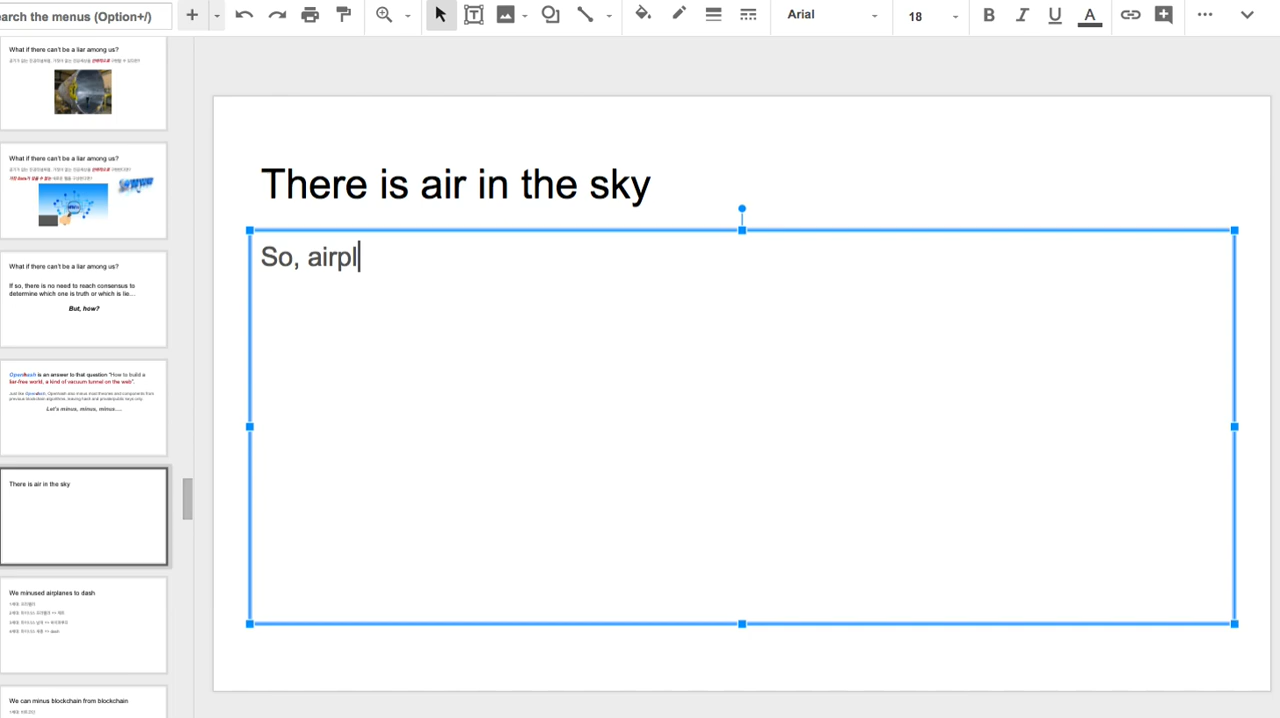 earch the menus (Option+/)
Arial
18
B
I
U
A
What if there can't be a liar among us?
What if there can't be a liar among us?
What if there can't be a liar among us?
If so, there is no need to reach consensus to
determine which one is truth or which is lie...
But, how?
Openhash is an answer to that question "How to build a
liar-free world, a kind of vacuum tunnel on the web".
Let's minus, minus, minus....
There is air in the sky
We minused airplanes to dash
We can minus blockchain from blockchain
There is air in the sky
So, airpl